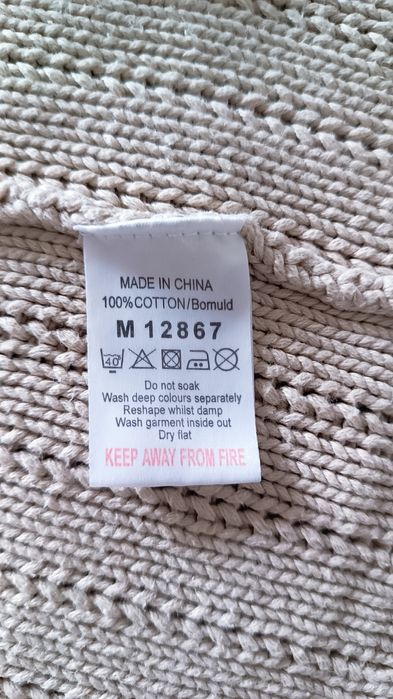 MADE IN CHINA
100%COTTON/Bomuld
M 12867
40
Do not soak
Wash deep colours separately
Reshape whilst damp
Wash garment inside out
Dry flat
KEEP AWAY FROM FIRE